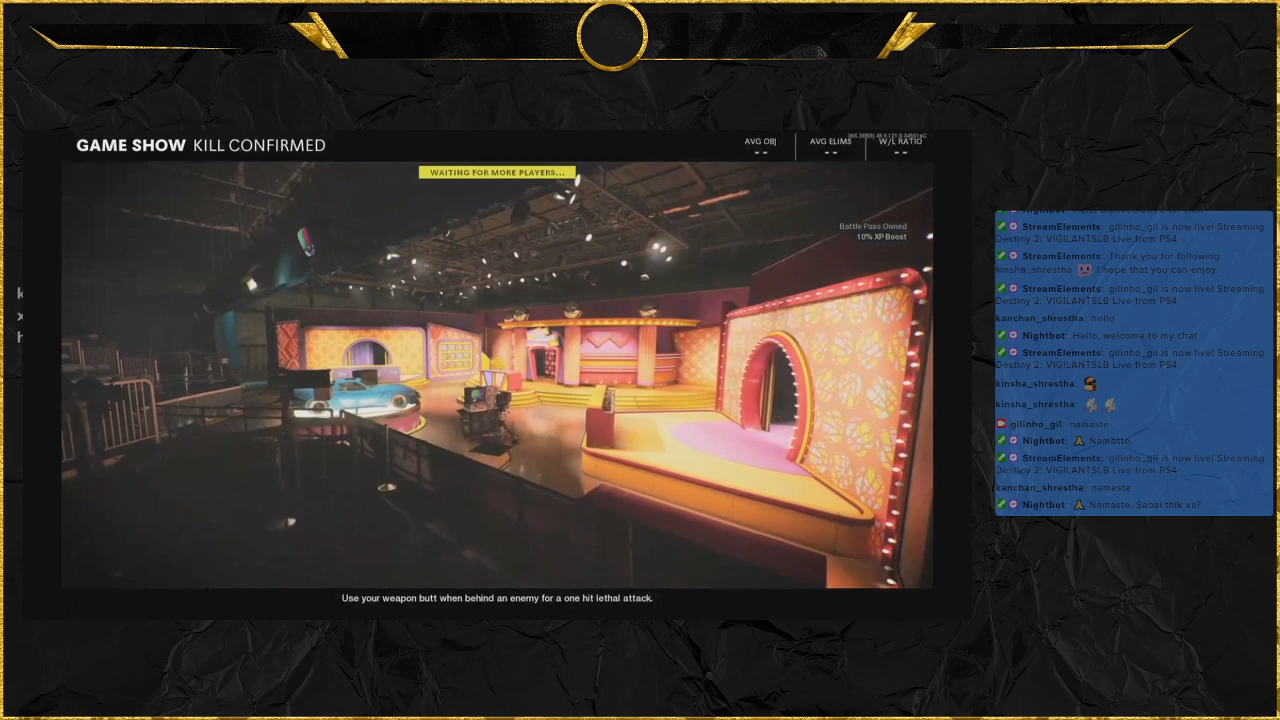 GAME SHOW KILL CONFIRMED
AVG OBJ
AVG ELIMS
W/L RATIO
-- -- --
WAITING FOR MORE PLAYERS...
Battle Pass Owned
10% XP Boost
Use your weapon butt when behind an enemy for a one hit lethal attack.
k
x
h
StreamElements: gilinho_gil is now live! Streaming
Destiny 2: VIGILANTSLB Live from PS4
StreamElements: Thank you for following
kinsha_shrestha I hope that you can enjoy.
StreamElements: gilinho_gil is now live! Streaming
Destiny 2: VIGILANTSLB Live from PS4
kanchan_shrestha: hello
Nightbot: Hello, welcome to my chat
StreamElements: gilinho_gil is now live! Streaming
Destiny 2: VIGILANTSLB Live from PS4
kinsha_shrestha:
kinsha_shrestha:
gilinho_gil: namaste
Nightbot: 🙏 Namaste.
StreamElements: gilinho_gil is now live! Streaming
Destiny 2: VIGILANTSLB Live from PS4
kanchan_shrestha: namaste
Nightbot: 🙏 Namaste. Sabai thik xa?